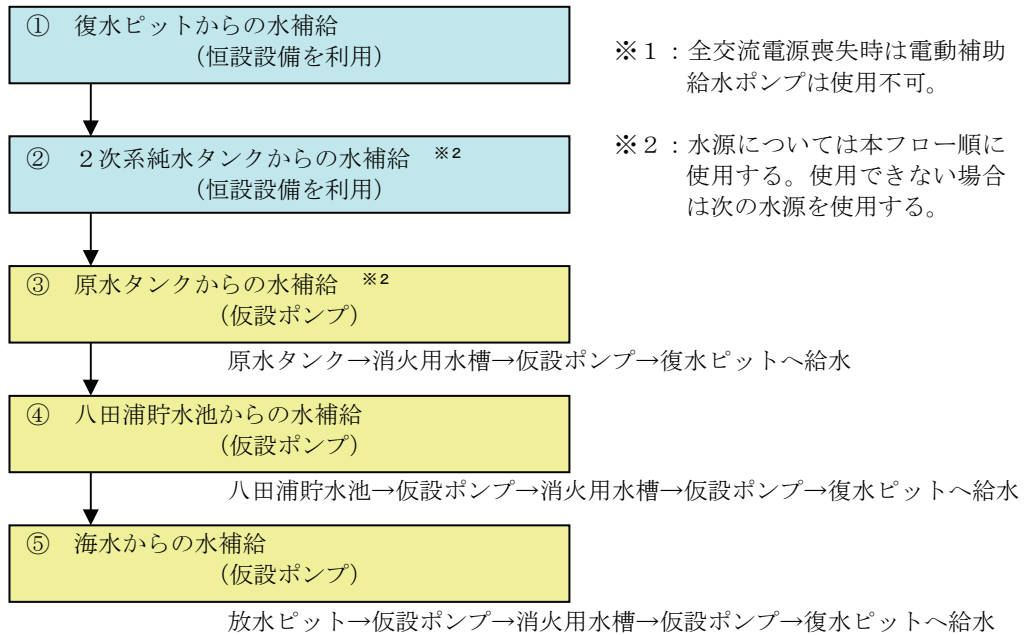 ① 復水ピットからの水補給
（恒設設備を利用）
※１：全交流電源喪失時は電動補助
給水ポンプは使用不可。
② ２次系純水タンクからの水補給 ※2
（恒設設備を利用）
※２：水源については本フロー順に
使用する。使用できない場合
は次の水源を使用する。
③ 原水タンクからの水補給 ※2
（仮設ポンプ）
原水タンク→消火用水槽→仮設ポンプ→復水ピットへ給水
④ 八田浦貯水池からの水補給
（仮設ポンプ）
八田浦貯水池→仮設ポンプ→消火用水槽→仮設ポンプ→復水ピットへ給水
⑤ 海水からの水補給
（仮設ポンプ）
放水ピット→仮設ポンプ→消火用水槽→仮設ポンプ→復水ピットへ給水